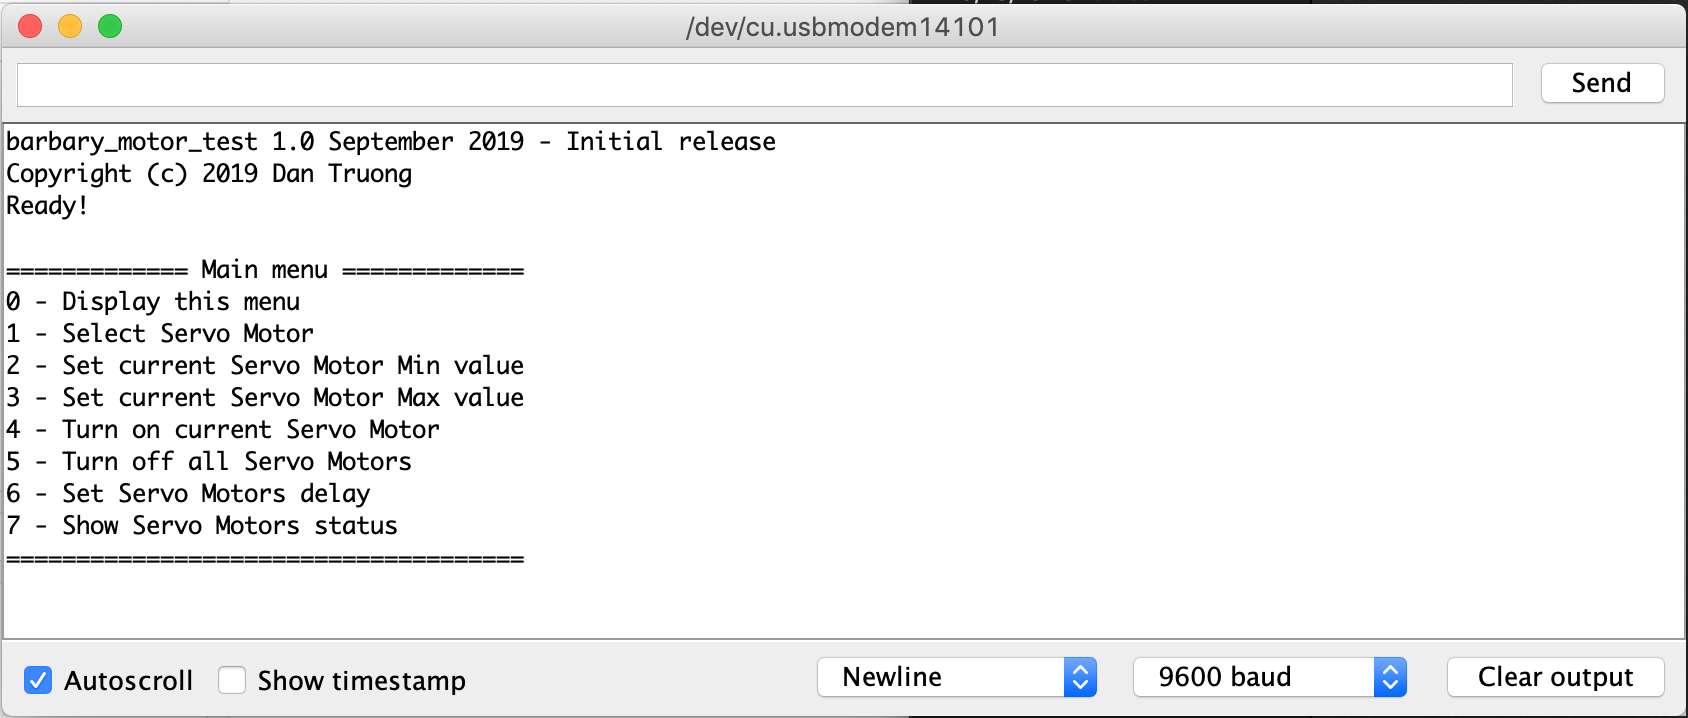 /dev/cu.usbmodem14101
Send
barbary_motor_test 1.0 September 2019 - Initial release
Copyright (c) 2019 Dan Truong
Ready!
============= Main menu =============
0 - Display this menu
1 - Select Servo Motor
2 - Set current Servo Motor Min value
3 - Set current Servo Motor Max value
4 - Turn on current Servo Motor
5 - Turn off all Servo Motors
6 - Set Servo Motors delay
7 - Show Servo Motors status
=====================================
Autoscroll Show timestamp Newline 9600 baud Clear output